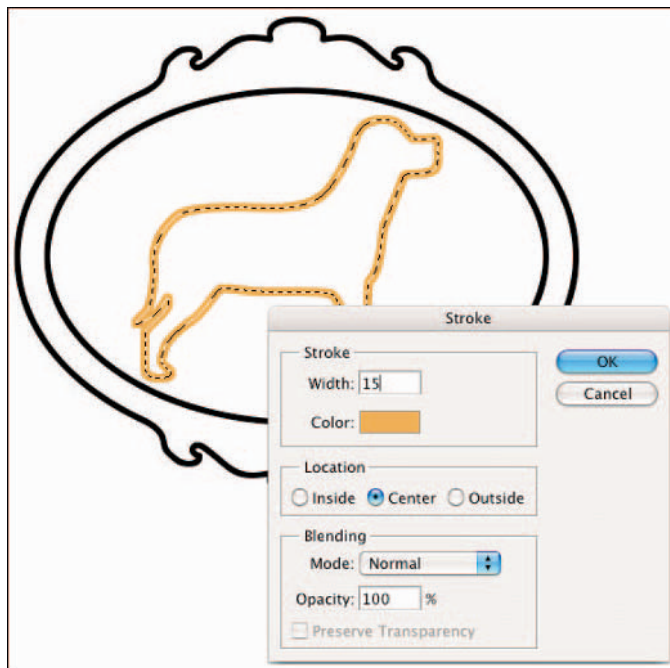 Stroke
Stroke
Width: 15
Color:
OK
Cancel
Location
Inside Center Outside
Blending
Mode: Normal
Opacity: 100 %
Preserve Transparency